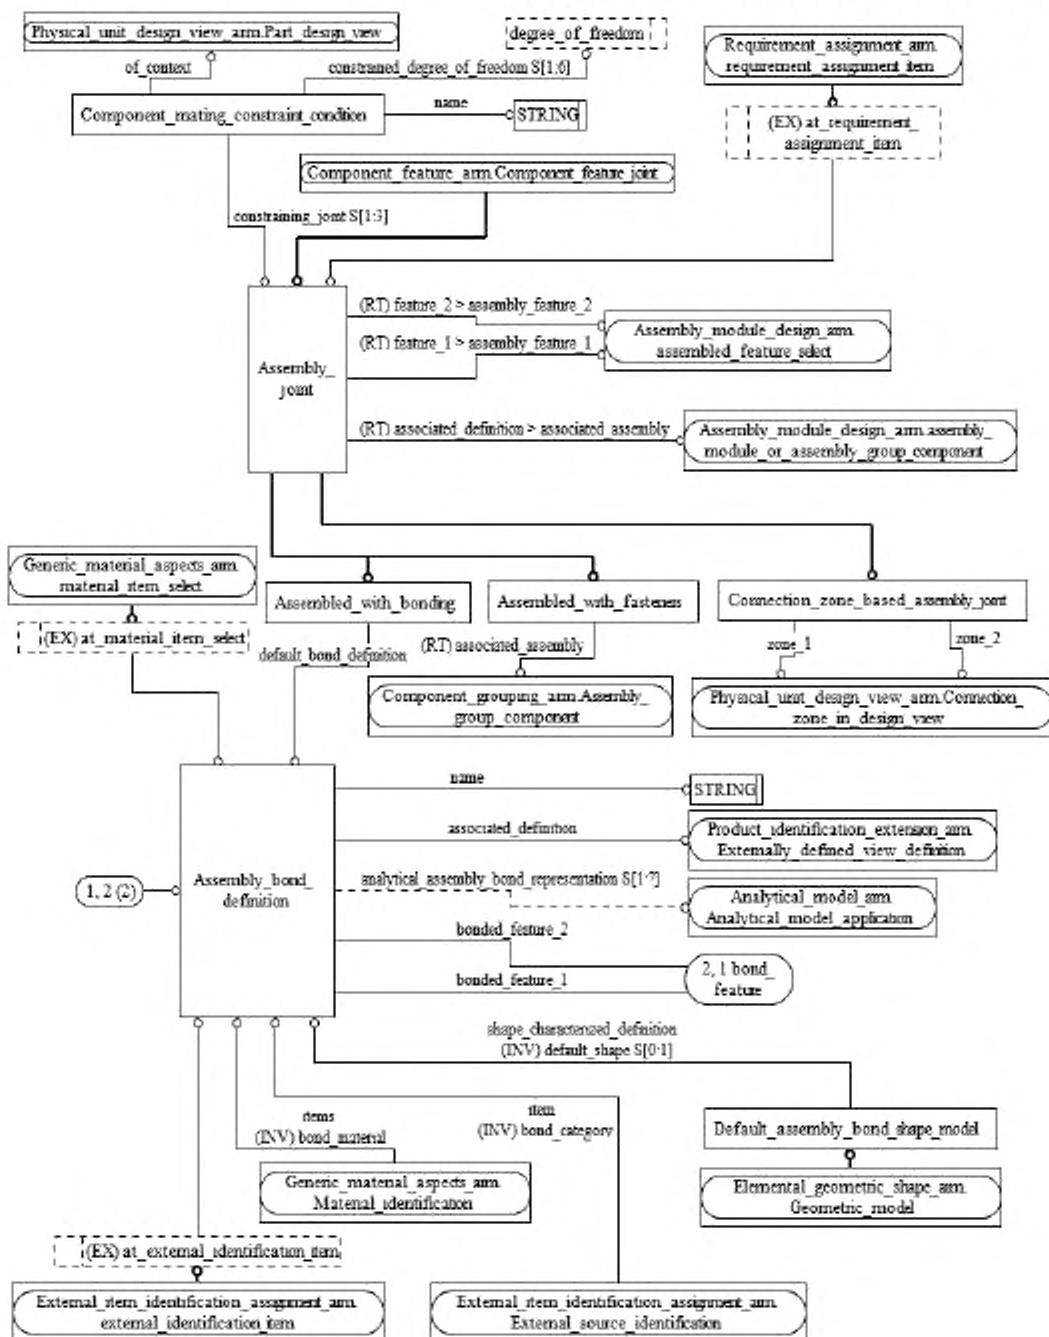 Physical_unit_design_view_arm.Part_design_view
degree_of_freedom
of_context
constrained_degree_of_freedom S[1:6]
Component_mating_constraint_condition
name
STRING
Requirement_assignment_arm.
requirement_assignment_item
(EX) at_requirement_
assignment_item
Component_feature_arm.Component_feature_joint
constraining_joint S[1:3]
Assembly_
joint
(RT) feature_2 > assembly_feature_2
(RT) feature_1 > assembly_feature_1
Assembly_module_design_arm.
assembled_feature_select
(RT) associated_definition > associated_assembly
Assembly_module_design_arm.assembly_
module_or_assembly_group_component
Generic_material_aspects_arm.
material_item_select
(EX) at_material_item_select
Assembled_with_bonding
Assembled_with_fasteners
Connection_zone_based_assembly_joint
default_bond_definition
(RT) associated_assembly
zone_1
zone_2
Component_grouping_arm.Assembly_
group_component
Physical_unit_design_view_arm.Connection_
zone_in_design_view
name
STRING
associated_definition
Product_identification_extension_arm.
Externally_defined_view_definition
1, 2 (2)
Assembly_bond_
definition
analytical_assembly_bond_representation S[1:?]
Analytical_model_arm.
Analytical_model_application
bonded_feature_2
bonded_feature_1
2, 1 bond_
feature
shape_characterized_definition
(INV) default_shape S[0:1]
items
(INV) bond_material
item
(INV) bond_category
Default_assembly_bond_shape_model
Generic_material_aspects_arm.
Material_identification
Elemental_geometric_shape_arm.
Geometric_model
(EX) at_external_identification_item
External_item_identification_assignment_arm.
external_identification_item
External_item_identification_assignment_arm.
External_source_identification